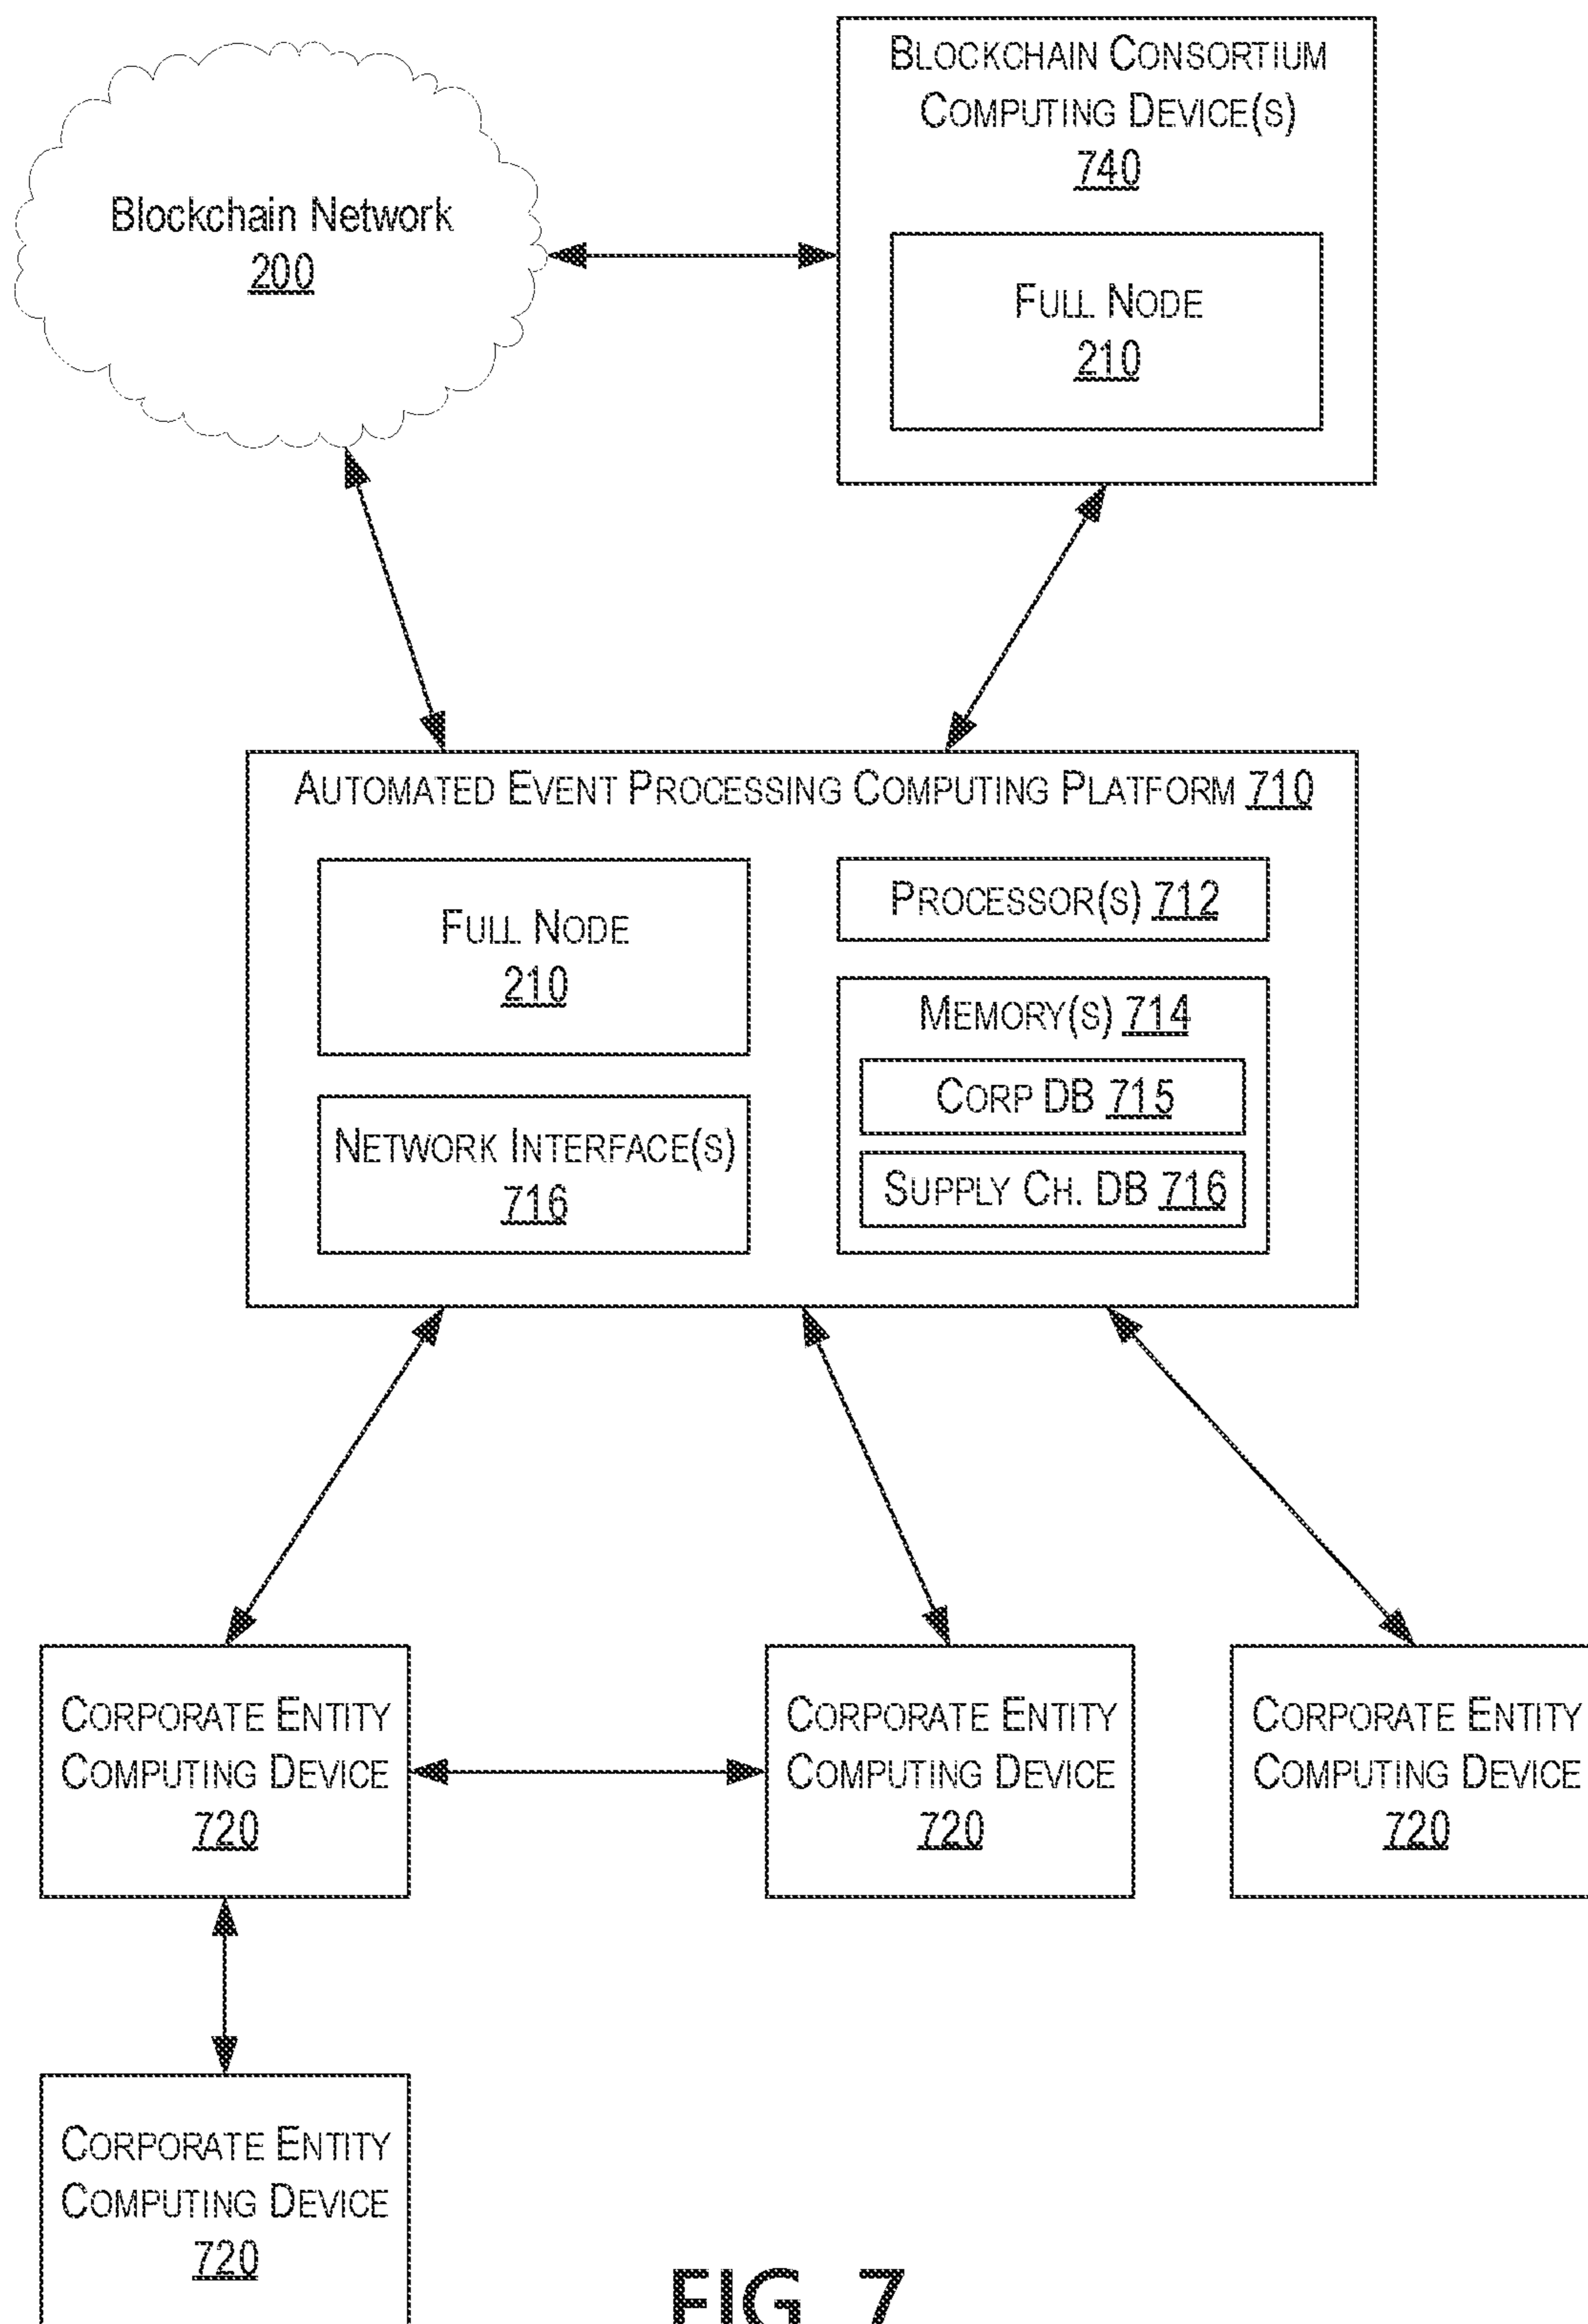 Blockchain Network
200
BLOCKCHAIN CONSORTIUM
COMPUTING DEVICE(S)
740
FULL NODE
210
AUTOMATED EVENT PROCESSING COMPUTING PLATFORM 710
FULL NODE
210
NETWORK INTERFACE(S)
716
PROCESSOR(S) 712
MEMORY(S) 714
CORP DB 715
SUPPLY CH. DB 716
CORPORATE ENTITY
COMPUTING DEVICE
720
CORPORATE ENTITY
COMPUTING DEVICE
720
CORPORATE ENTITY
COMPUTING DEVICE
720
CORPORATE ENTITY
COMPUTING DEVICE
720
FIG. 7